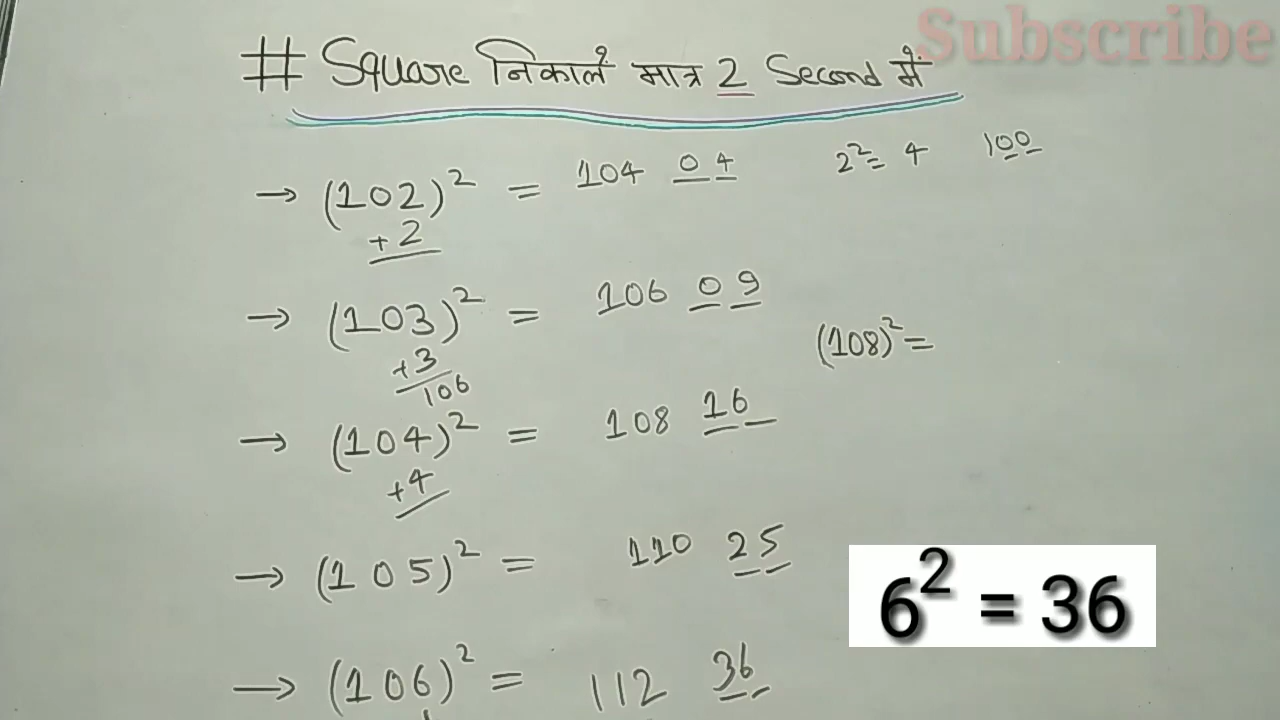 Subscribe
# Square निकालें मात्र 2 Second में
→ (102)² = 104 04 2² = 4 100
+2
→ (103)² = 106 09
+3
106
(108)² =
→ (104)² = 108 16
+4
→ (105)² = 110 25
6² = 36
→ (106)² = 112 36